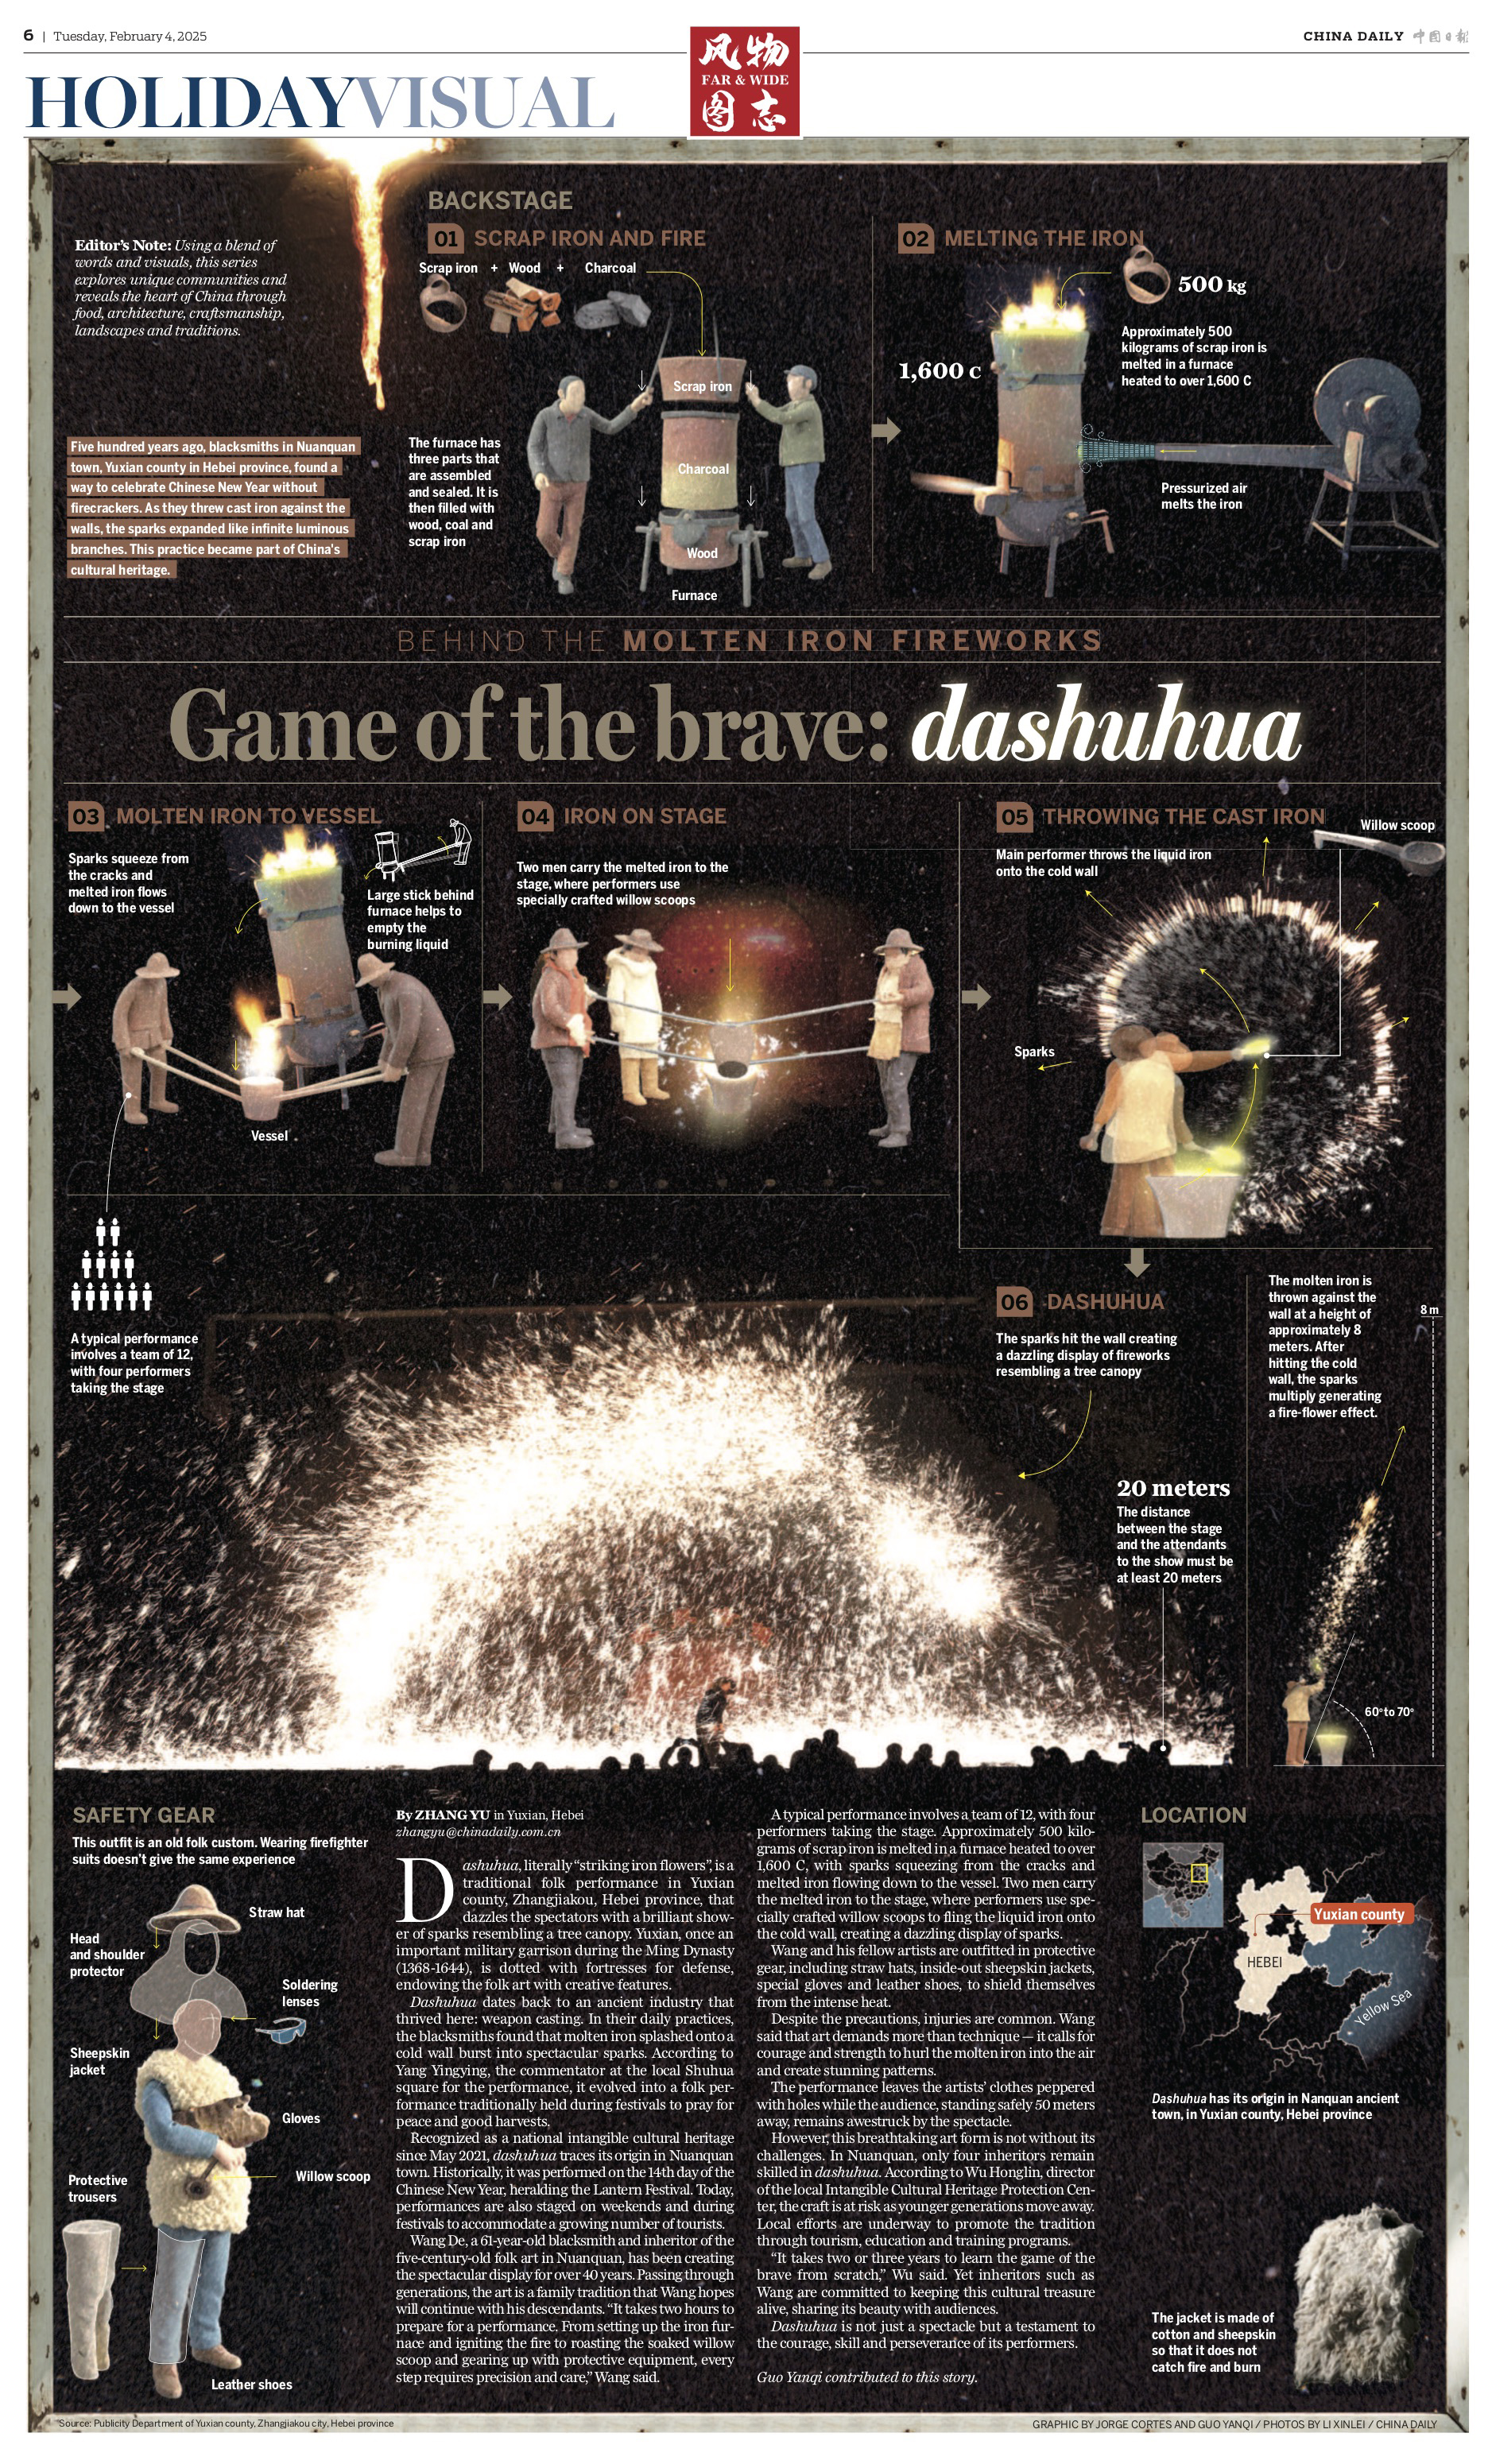 6 | Tuesday, February 4, 2025
CHINA DAILY 中國日報
HOLIDAYVISUAL
风物
FAR & WIDE
图志
BACKSTAGE
Editor's Note: Using a blend of
words and visuals, this series
explores unique communities and
reveals the heart of China through
food, architecture, craftsmanship,
landscapes and traditions.
Five hundred years ago, blacksmiths in Nuanquan
town, Yuxian county in Hebei province, found a
way to celebrate Chinese New Year without
firecrackers. As they threw cast iron against the
walls, the sparks expanded like infinite luminous
branches. This practice became part of China's
cultural heritage.
01 SCRAP IRON AND FIRE
Scrap iron + Wood + Charcoal
The furnace has
three parts that
are assembled
and sealed. It is
then filled with
wood, coal and
scrap iron
Scrap iron
Charcoal
Wood
Furnace
02 MELTING THE IRON
500 kg
Approximately 500
kilograms of scrap iron is
melted in a furnace
heated to over 1,600 C
1,600 C
Pressurized air
melts the iron
BEHIND THE MOLTEN IRON FIREWORKS
Game of the brave: dashuhua
03 MOLTEN IRON TO VESSEL
Sparks squeeze from
the cracks and
melted iron flows
down to the vessel
Large stick behind
furnace helps to
empty the
burning liquid
Vessel
A typical performance
involves a team of 12,
with four performers
taking the stage
04 IRON ON STAGE
Two men carry the melted iron to the
stage, where performers use
specially crafted willow scoops
05 THROWING THE CAST IRON
Willow scoop
Main performer throws the liquid iron
onto the cold wall
Sparks
06 DASHUHUA
The sparks hit the wall creating
a dazzling display of fireworks
resembling a tree canopy
20 meters
The distance
between the stage
and the attendants
to the show must be
at least 20 meters
The molten iron is
thrown against the
wall at a height of
approximately 8
meters. After
hitting the cold
wall, the sparks
multiply generating
a fire-flower effect.
8 m
60° to 70°
SAFETY GEAR
This outfit is an old folk custom. Wearing firefighter
suits doesn't give the same experience
Straw hat
Head
and shoulder
protector
Soldering
lenses
Sheepskin
jacket
Gloves
Willow scoop
Protective
trousers
Leather shoes
By ZHANG YU in Yuxian, Hebei
zhangyu@chinadaily.com.cn
Dashuhua, literally “striking iron flowers”, is a
traditional folk performance in Yuxian
county, Zhangjiakou, Hebei province, that
dazzles the spectators with a brilliant show-
er of sparks resembling a tree canopy. Yuxian, once an
important military garrison during the Ming Dynasty
(1368-1644), is dotted with fortresses for defense,
endowing the folk art with creative features.
Dashuhua dates back to an ancient industry that
thrived here: weapon casting. In their daily practices,
the blacksmiths found that molten iron splashed onto a
cold wall burst into spectacular sparks. According to
Yang Yingying, the commentator at the local Shuhua
square for the performance, it evolved into a folk per-
formance traditionally held during festivals to pray for
peace and good harvests.
Recognized as a national intangible cultural heritage
since May 2021, dashuhua traces its origin in Nuanquan
town. Historically, it was performed on the 14th day of the
Chinese New Year, heralding the Lantern Festival. Today,
performances are also staged on weekends and during
festivals to accommodate a growing number of tourists.
Wang De, a 61-year-old blacksmith and inheritor of the
five-century-old folk art in Nuanquan, has been creating
the spectacular display for over 40 years. Passing through
generations, the art is a family tradition that Wang hopes
will continue with his descendants. “It takes two hours to
prepare for a performance. From setting up the iron fur-
nace and igniting the fire to roasting the soaked willow
scoop and gearing up with protective equipment, every
step requires precision and care,” Wang said.
A typical performance involves a team of 12, with four
performers taking the stage. Approximately 500 kilo-
grams of scrap iron is melted in a furnace heated to over
1,600 C, with sparks squeezing from the cracks and
melted iron flowing down to the vessel. Two men carry
the melted iron to the stage, where performers use spe-
cially crafted willow scoops to fling the liquid iron onto
the cold wall, creating a dazzling display of sparks.
Wang and his fellow artists are outfitted in protective
gear, including straw hats, inside-out sheepskin jackets,
special gloves and leather shoes, to shield themselves
from the intense heat.
Despite the precautions, injuries are common. Wang
said that art demands more than technique — it calls for
courage and strength to hurl the molten iron into the air
and create stunning patterns.
The performance leaves the artists' clothes peppered
with holes while the audience, standing safely 50 meters
away, remains awestruck by the spectacle.
However, this breathtaking art form is not without its
challenges. In Nuanquan, only four inheritors remain
skilled in dashuhua. According to Wu Honglin, director
of the local Intangible Cultural Heritage Protection Cen-
ter, the craft is at risk as younger generations move away.
Local efforts are underway to promote the tradition
through tourism, education and training programs.
“It takes two or three years to learn the game of the
brave from scratch,” Wu said. Yet inheritors such as
Wang are committed to keeping this cultural treasure
alive, sharing its beauty with audiences.
Dashuhua is not just a spectacle but a testament to
the courage, skill and perseverance of its performers.
Guo Yanqi contributed to this story.
LOCATION
Yuxian county
HEBEI
Yellow Sea
Dashuhua has its origin in Nanquan ancient
town, in Yuxian county, Hebei province
The jacket is made of
cotton and sheepskin
so that it does not
catch fire and burn
Source: Publicity Department of Yuxian county, Zhangjiakou city, Hebei province
GRAPHIC BY JORGE CORTES AND GUO YANQI / PHOTOS BY LI XINLEI / CHINA DAILY